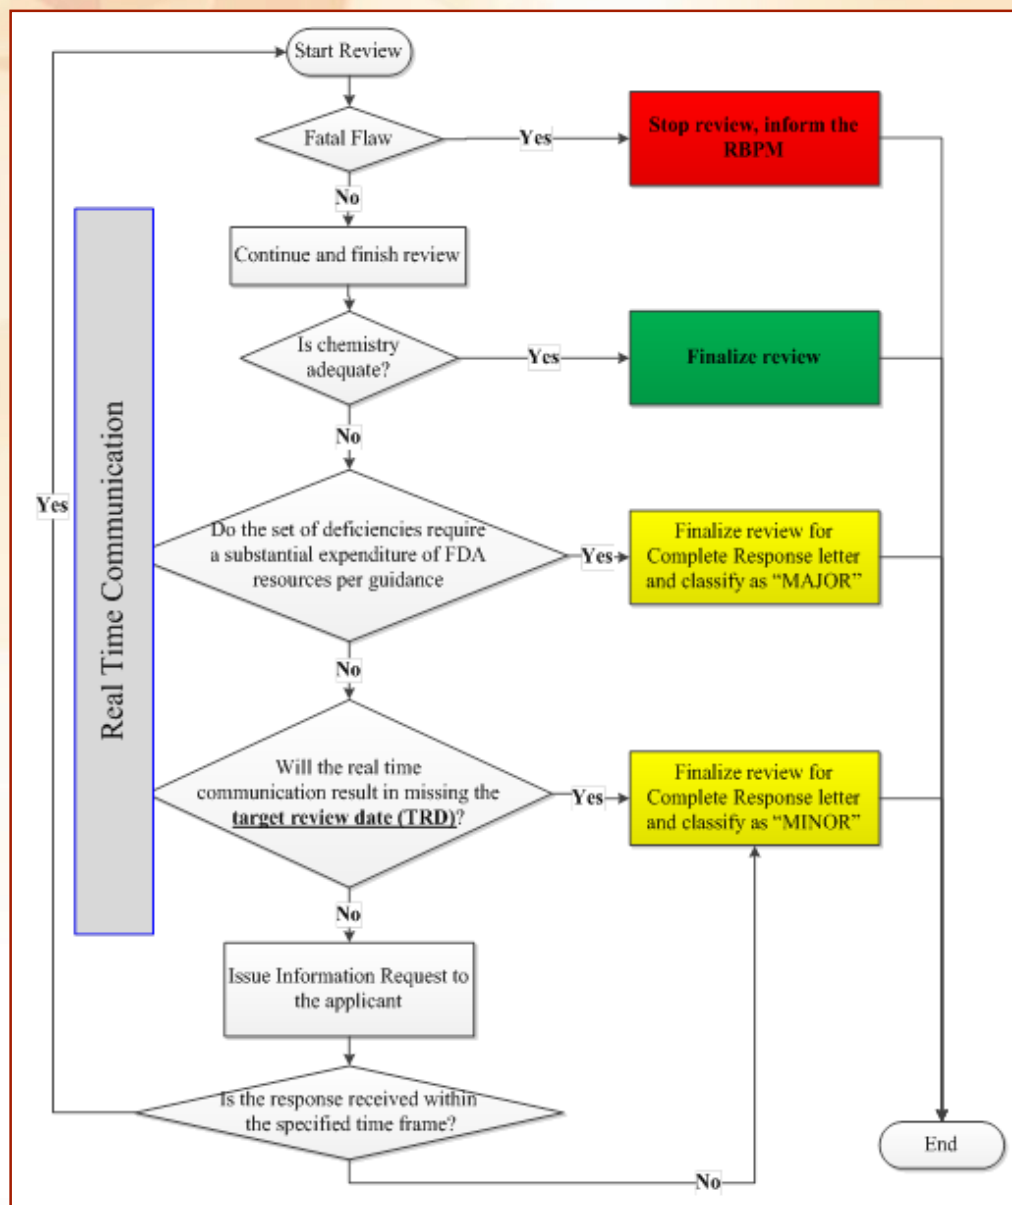 Start Review
Fatal Flaw
Yes
Stop review, inform the
RBPM
No
Continue and finish review
Is chemistry
adequate?
Yes
Finalize review
No
Real Time Communication
Yes
Do the set of deficiencies require
a substantial expenditure of FDA
resources per guidance
Yes
Finalize review for
Complete Response letter
and classify as “MAJOR”
No
Will the real time
communication result in missing the
target review date (TRD)?
Yes
Finalize review for
Complete Response letter
and classify as “MINOR”
No
Issue Information Request to
the applicant
Is the response received within
the specified time frame?
No
End